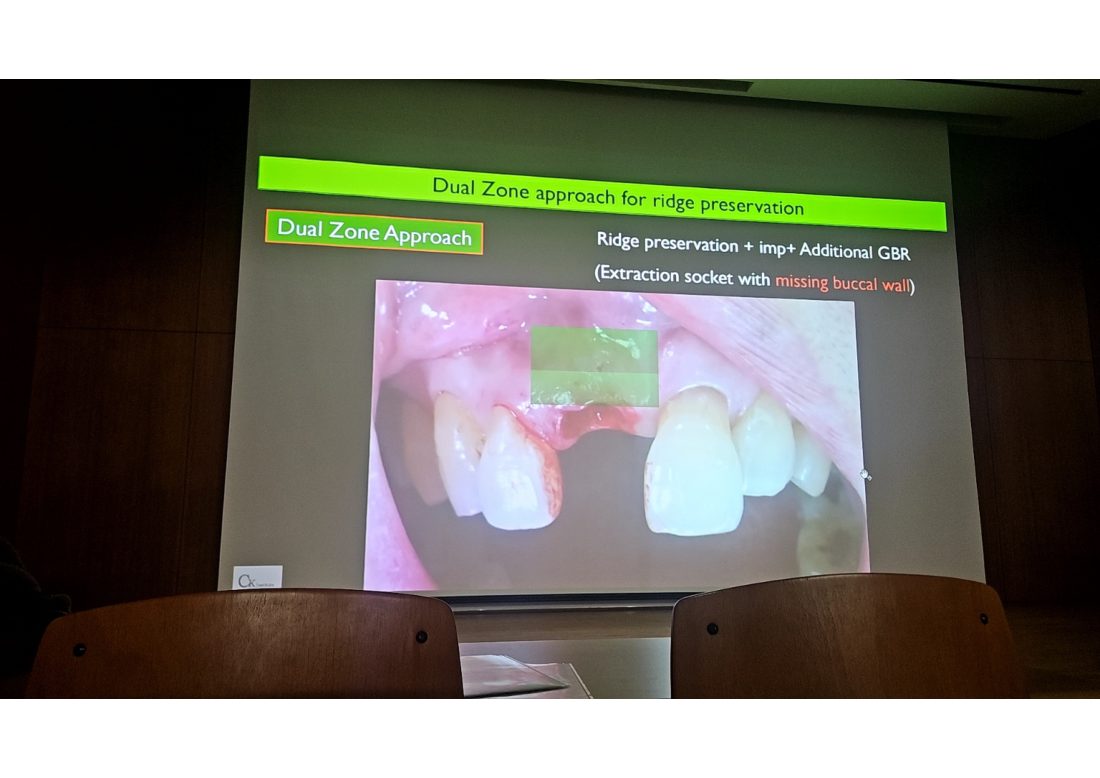 Dual Zone approach for ridge preservation
Dual Zone Approach
Ridge preservation + imp+ Additional GBR
(Extraction socket with missing buccal wall)